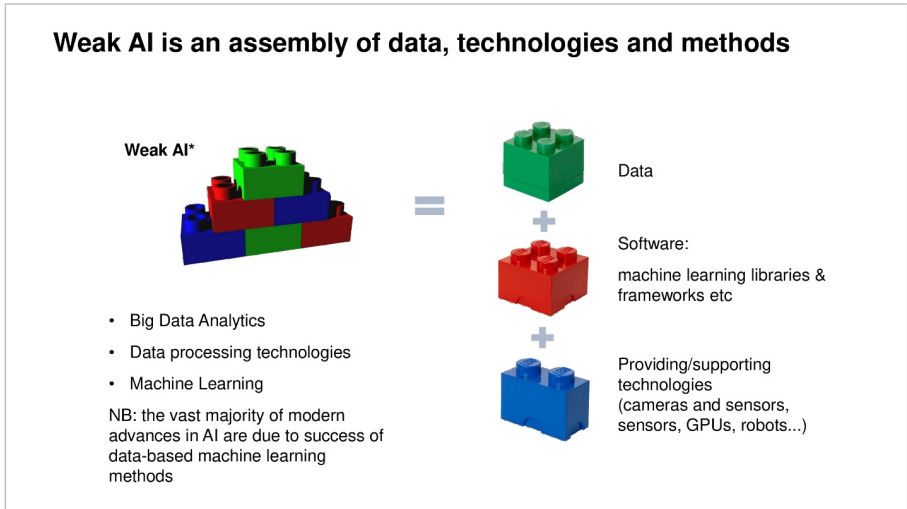 Weak AI is an assembly of data, technologies and methods
Weak AI*
• Big Data Analytics
• Data processing technologies
• Machine Learning
NB: the vast majority of modern
advances in AI are due to success of
data-based machine learning
methods
Data
Software:
machine learning libraries &
frameworks etc
Providing/supporting
technologies
(cameras and sensors,
sensors, GPUs, robots...)